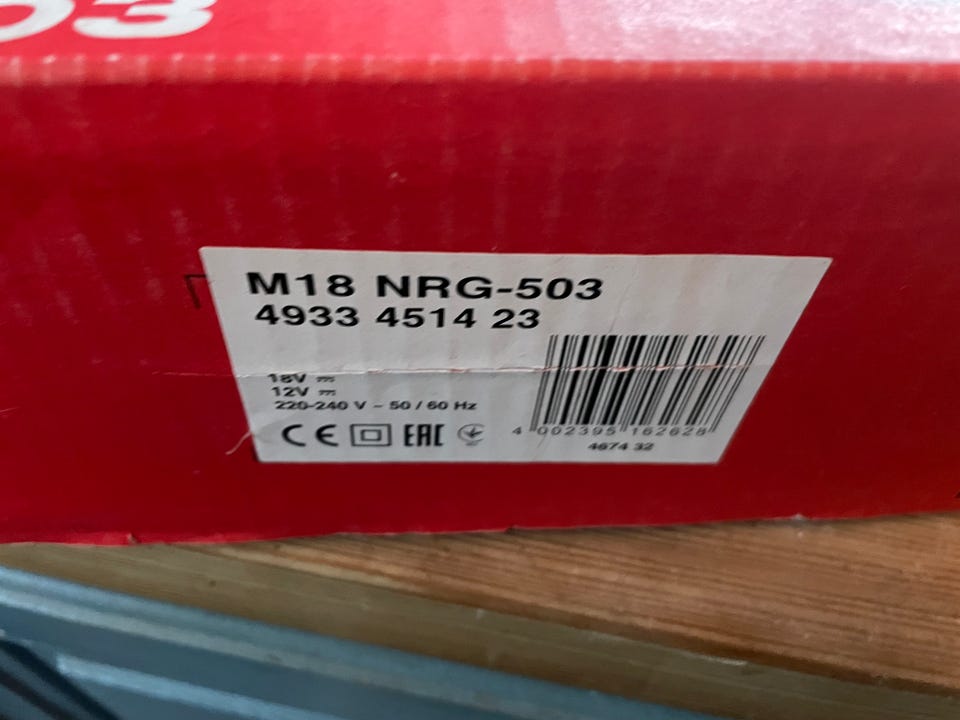 03
M18 NRG-503
4933 4514 23
18V
12V
220-240 V ~ 50 / 60 Hz
CE EAC
4 002395 162628
4674 32